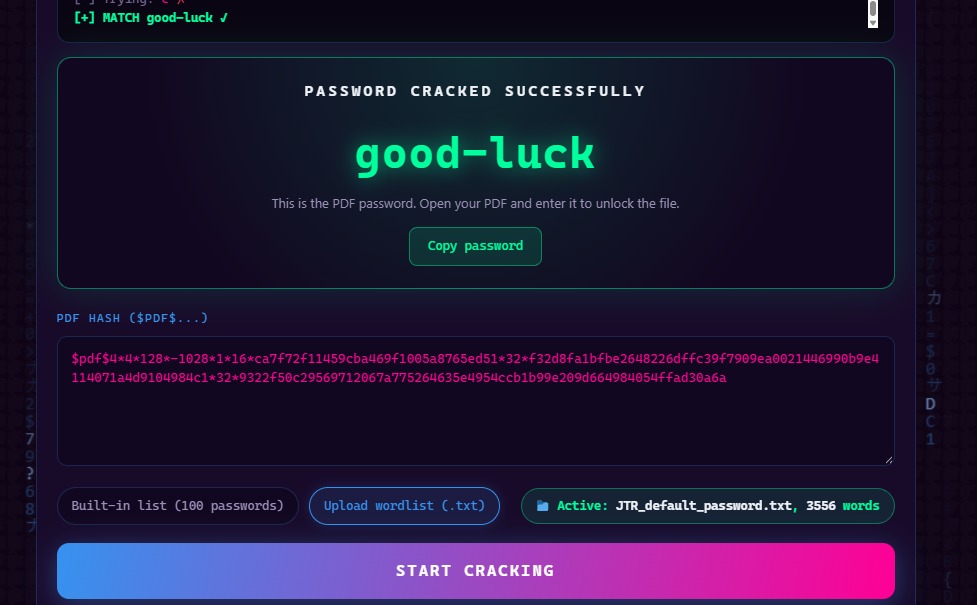 [+] MATCH good-luck ✓
PASSWORD CRACKED SUCCESSFULLY
good-luck
This is the PDF password. Open your PDF and enter it to unlock the file.
Copy password
PDF HASH ($PDF$...)
$pdf$4*4*128*-1028*1*16*ca7f72f11459cba469f1005a8765ed51*32*f32d8fa1bfbe2648226dffc39f7909ea0021446990b9e4
114071a4d9104984c1*32*9322f50c29569712067a775264635e4954ccb1b99e209d664984054ffad30a6a
Built-in list (100 passwords)
Upload wordlist (.txt)
Active: JTR_default_password.txt, 3556 words
START CRACKING